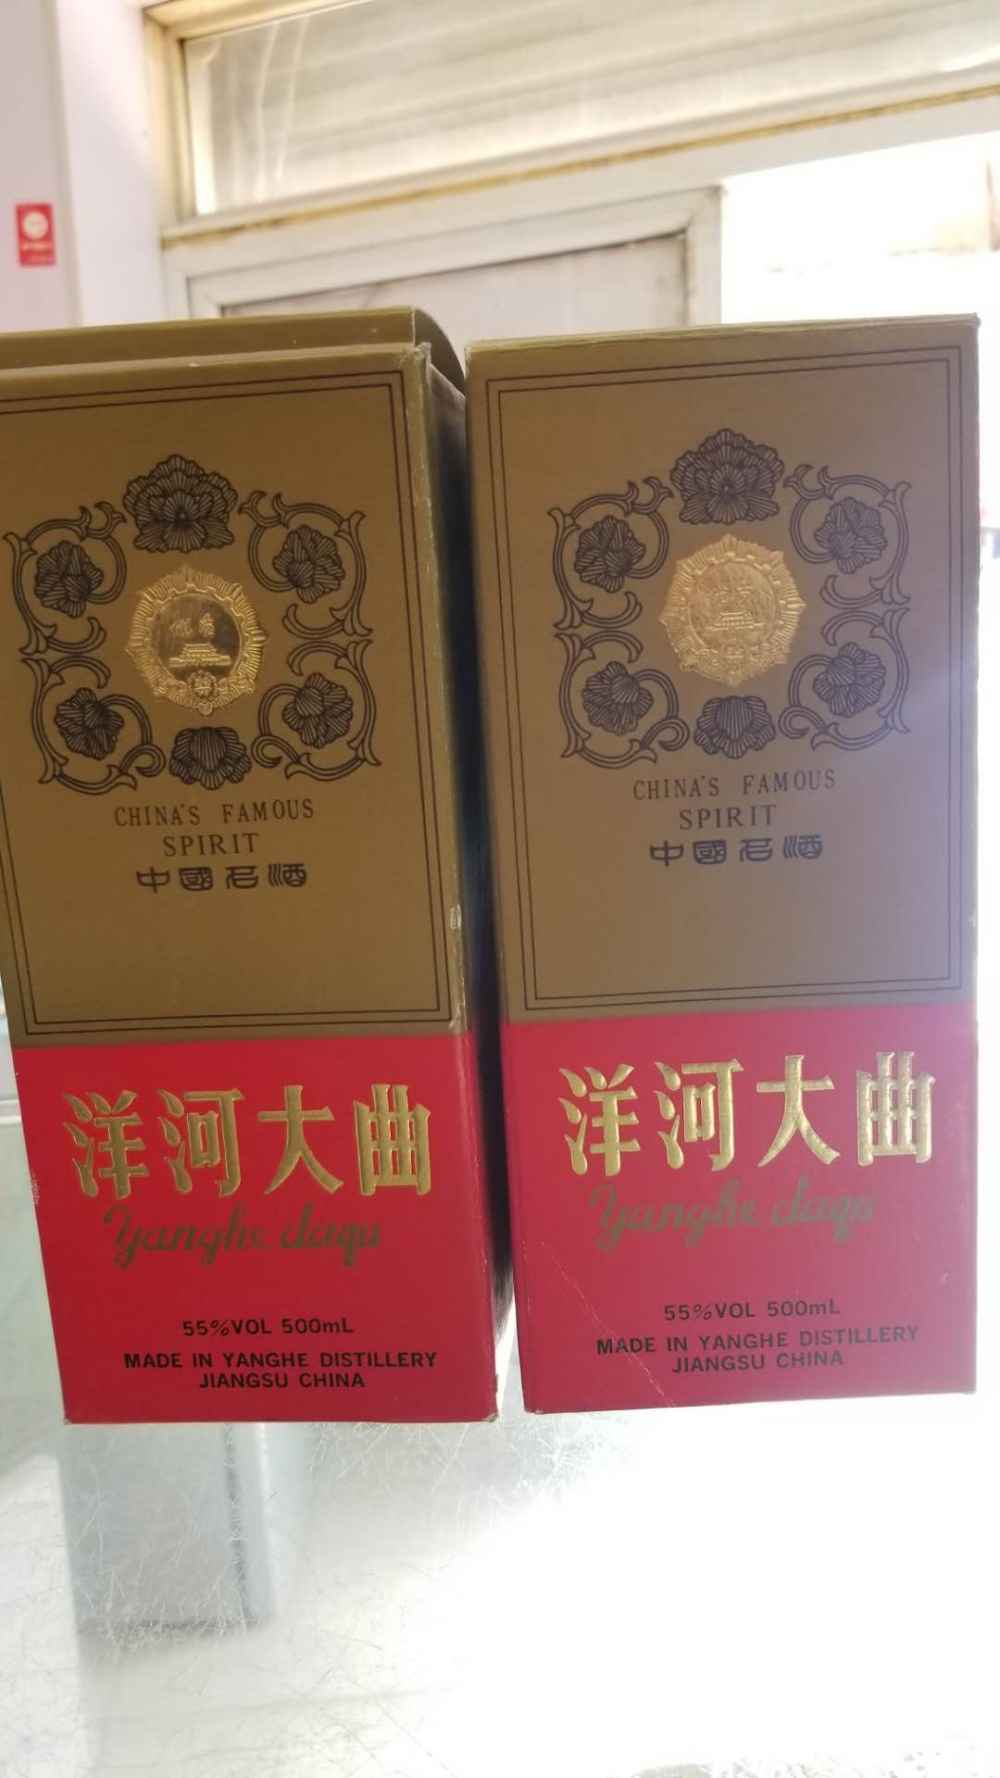 CHINA'S FAMOUS
SPIRIT
中國名酒
洋河大曲
Yanghe daqu
55%VOL 500mL
MADE IN YANGHE DISTILLERY
JIANGSU CHINA
CHINA'S FAMOUS
SPIRIT
中國名酒
洋河大曲
Yanghe daqu
55%VOL 500mL
MADE IN YANGHE DISTILLERY
JIANGSU CHINA